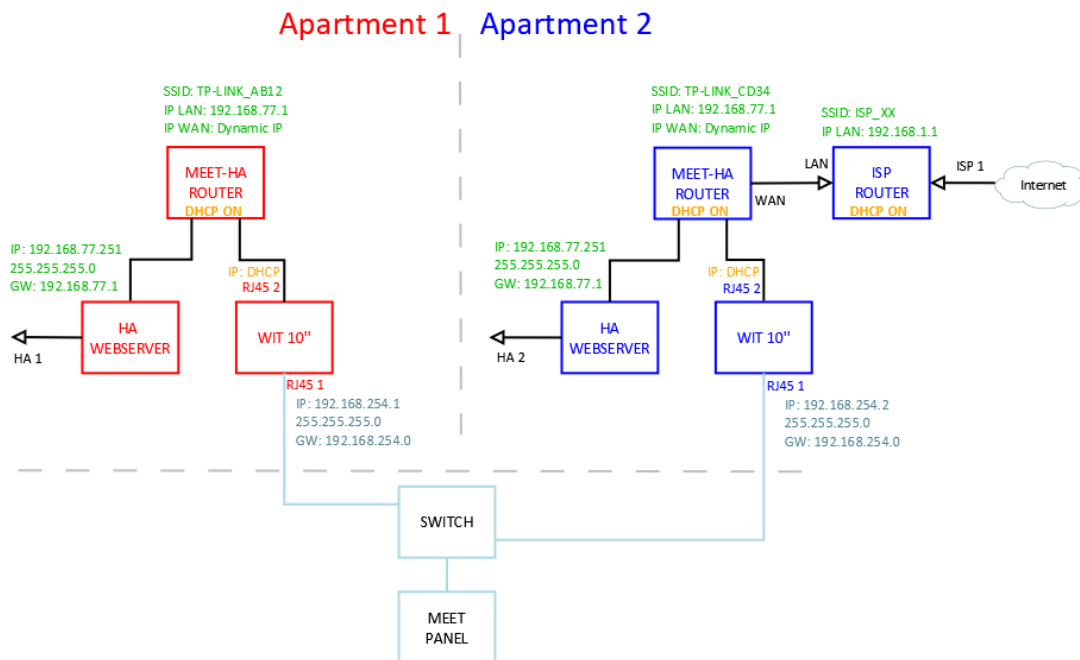 Apartment 1
Apartment 2
SSID: TP-LINK_AB12
IP LAN: 192.168.77.1
IP WAN: Dynamic IP
MEET-HA
ROUTER
DHCP ON
IP: 192.168.77.251
255.255.255.0
GW: 192.168.77.1
IP: DHCP
RJ45 2
HA
WEBSERVER
HA 1
WIT 10"
RJ45 1
IP: 192.168.254.1
255.255.255.0
GW: 192.168.254.0
SSID: TP-LINK_CD34
IP LAN: 192.168.77.1
IP WAN: Dynamic IP
MEET-HA
ROUTER
DHCP ON
WAN
LAN
SSID: ISP_XX
IP LAN: 192.168.1.1
ISP
ROUTER
DHCP ON
ISP 1
Internet
IP: 192.168.77.251
255.255.255.0
GW: 192.168.77.1
IP: DHCP
RJ45 2
HA
WEBSERVER
HA 2
WIT 10"
RJ45 1
IP: 192.168.254.2
255.255.255.0
GW: 192.168.254.0
SWITCH
MEET
PANEL